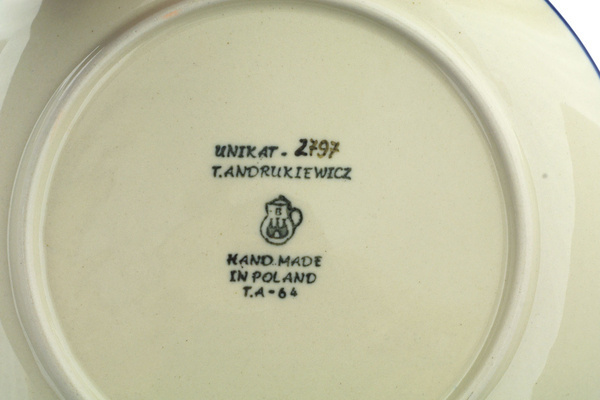 UNIKAT - 2797
T.ANDRUKIEWICZ
B
HAND MADE
IN POLAND
T.A - 64